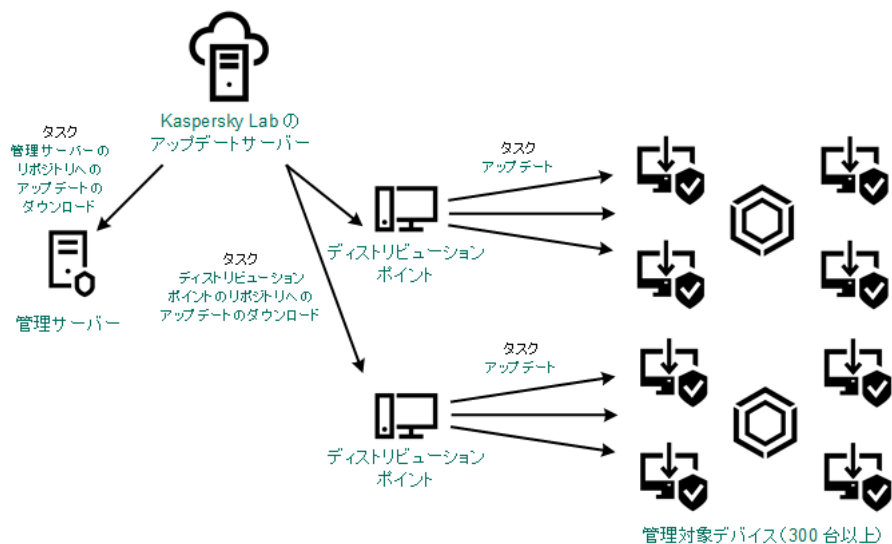 Kaspersky Lab の
アップデートサーバー
タスク
管理サーバーの
リポジトリへの
アップデートの
ダウンロード
管理サーバー
タスク
ディストリビューション
ポイントのリポジトリへの
アップデートのダウンロード
タスク
アップデート
ディストリビューション
ポイント
タスク
アップデート
ディストリビューション
ポイント
管理対象デバイス(300 台以上)